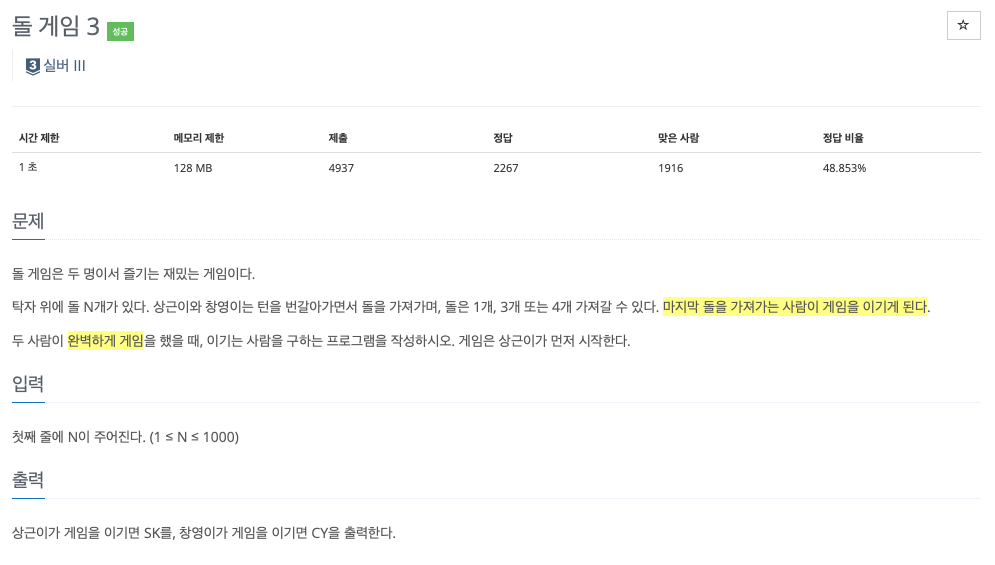 돌 게임 3 성공
☆
3 실버 III
시간 제한 메모리 제한 제출 정답 맞은 사람 정답 비율
1 초 128 MB 4937 2267 1916 48.853%
문제
돌 게임은 두 명이서 즐기는 재밌는 게임이다.
탁자 위에 돌 N개가 있다. 상근이와 창영이는 턴을 번갈아가면서 돌을 가져가며, 돌은 1개, 3개 또는 4개 가져갈 수 있다. 마지막 돌을 가져가는 사람이 게임을 이기게 된다.
두 사람이 완벽하게 게임을 했을 때, 이기는 사람을 구하는 프로그램을 작성하시오. 게임은 상근이가 먼저 시작한다.
입력
첫째 줄에 N이 주어진다. (1 ≤ N ≤ 1000)
출력
상근이가 게임을 이기면 SK를, 창영이가 게임을 이기면 CY을 출력한다.